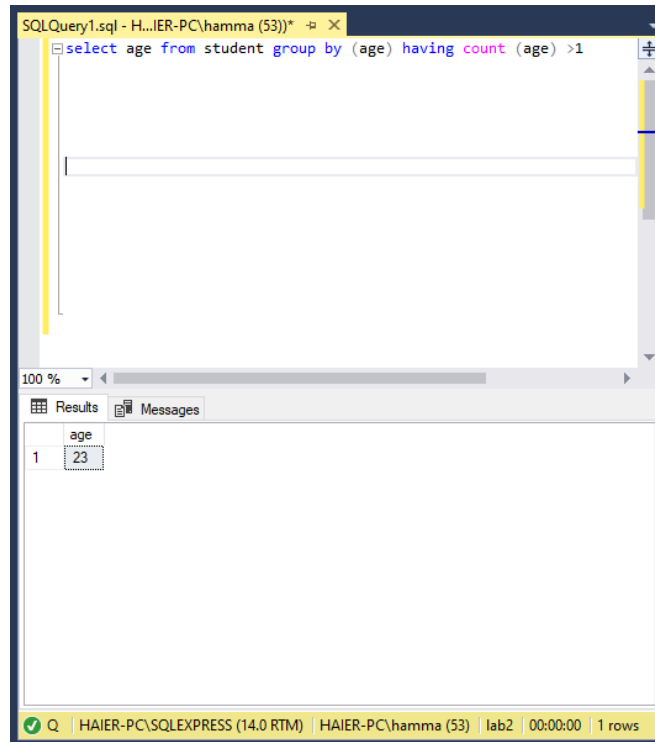 SQLQuery1.sql - H...IER-PC\hamma (53))*
select age from student group by (age) having count (age) >1
100 %
Results Messages
age
1 23
Q HAIER-PC\SQLEXPRESS (14.0 RTM) HAIER-PC\hamma (53) lab2 00:00:00 1 rows